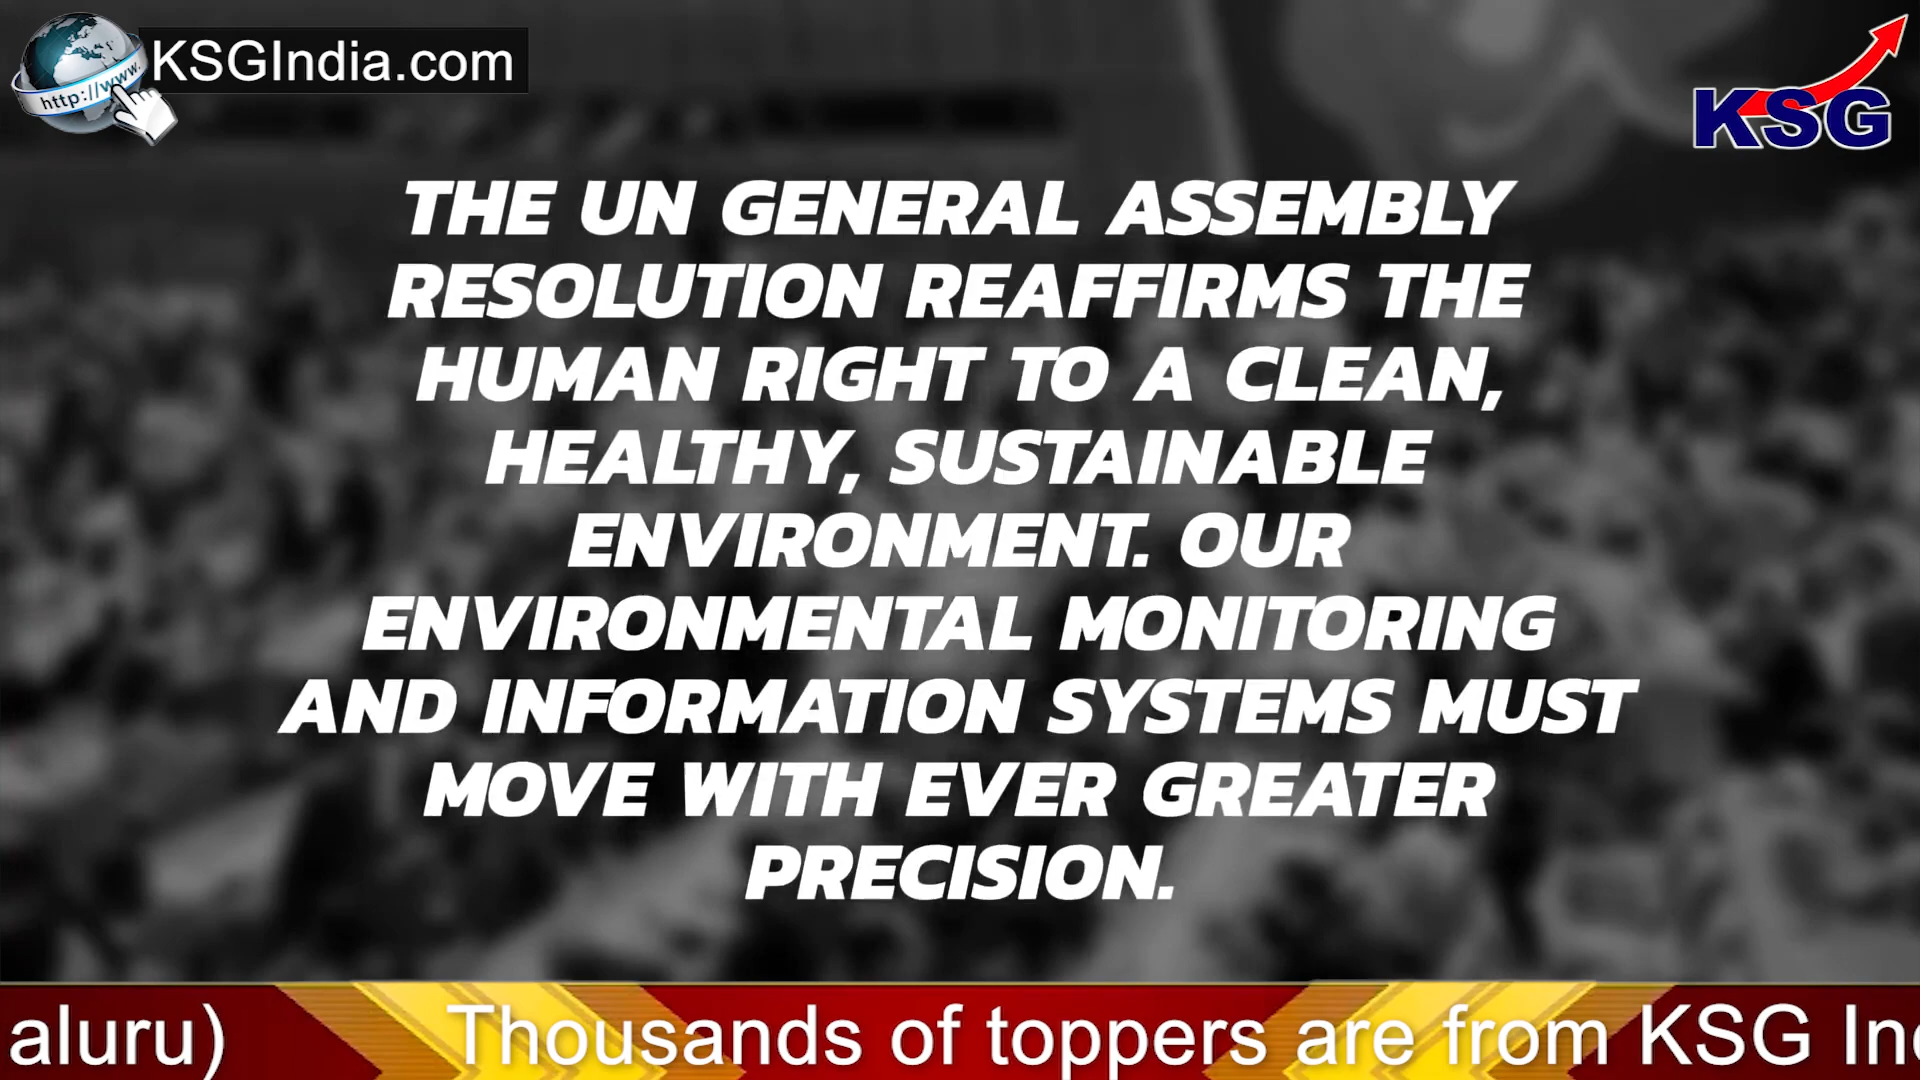 http://www.
KSGIndia.com
KSG
THE UN GENERAL ASSEMBLY
RESOLUTION REAFFIRMS THE
HUMAN RIGHT TO A CLEAN,
HEALTHY, SUSTAINABLE
ENVIRONMENT. OUR
ENVIRONMENTAL MONITORING
AND INFORMATION SYSTEMS MUST
MOVE WITH EVER GREATER
PRECISION.
aluru) Thousands of toppers are from KSG